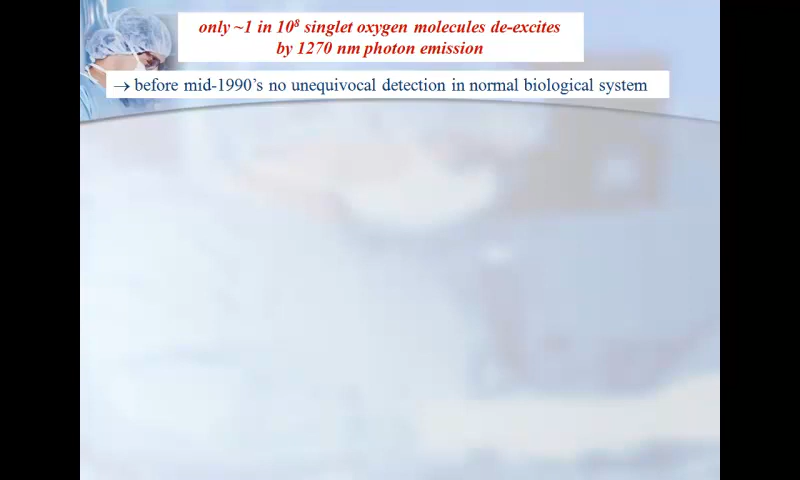 only ~1 in 10⁸ singlet oxygen molecules de-excites
by 1270 nm photon emission
→ before mid-1990’s no unequivocal detection in normal biological system